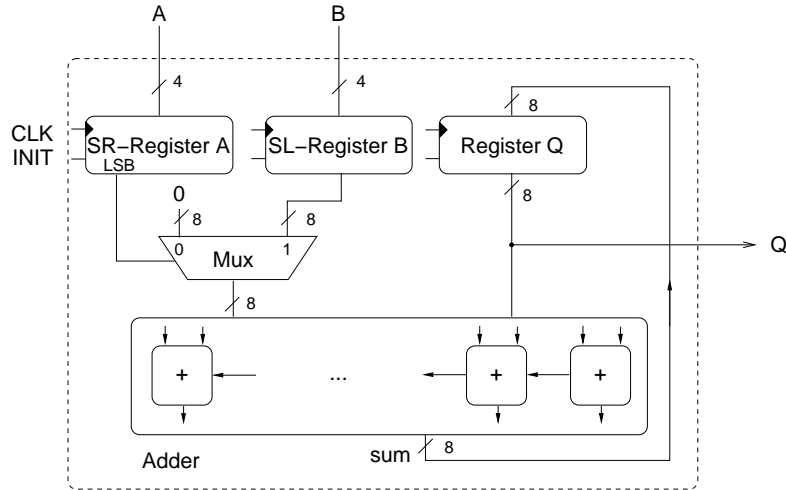 A B
4 4 8
CLK
INIT
SR−Register A
LSB
SL−Register B
Register Q
0
8 8 8
0 1
Mux
Q
8
+ ... + +
Adder
sum 8